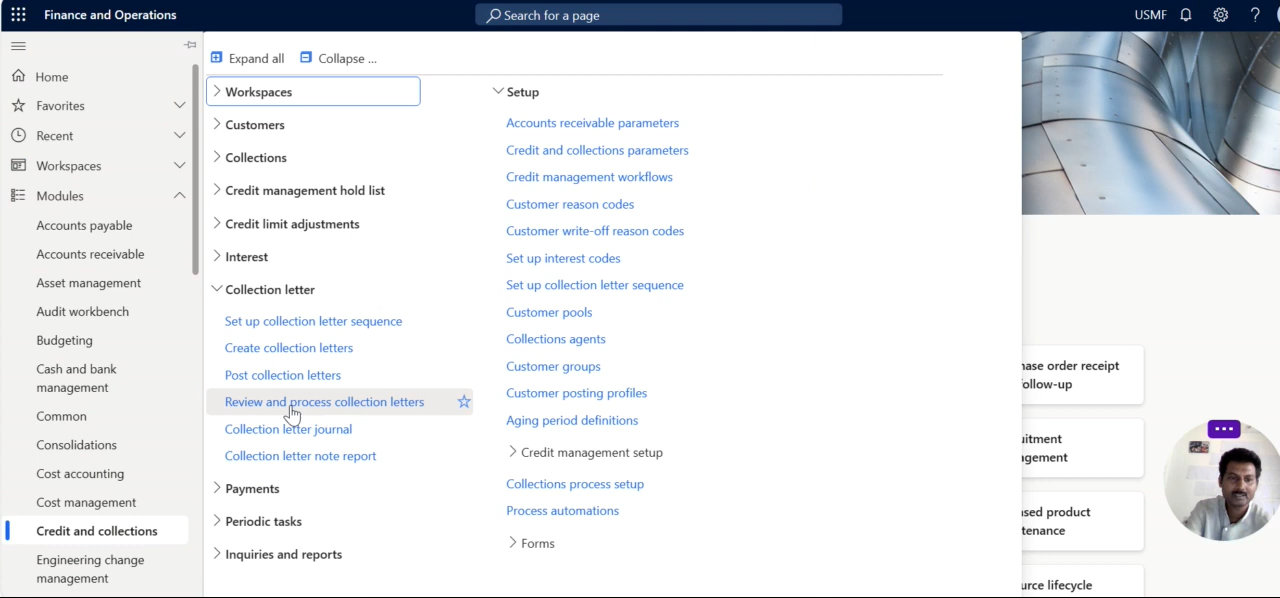 Finance and Operations
Search for a page
USMF
?
Home
Favorites
Recent
Workspaces
Modules
Accounts payable
Accounts receivable
Asset management
Audit workbench
Budgeting
Cash and bank
management
Common
Consolidations
Cost accounting
Cost management
Credit and collections
Engineering change
management
Expand all
Collapse ...
Workspaces
Customers
Collections
Credit management hold list
Credit limit adjustments
Interest
Collection letter
Set up collection letter sequence
Create collection letters
Post collection letters
Review and process collection letters
Collection letter journal
Collection letter note report
Payments
Periodic tasks
Inquiries and reports
Setup
Accounts receivable parameters
Credit and collections parameters
Credit management workflows
Customer reason codes
Customer write-off reason codes
Set up interest codes
Set up collection letter sequence
Customer pools
Collections agents
Customer groups
Customer posting profiles
Aging period definitions
Credit management setup
Collections process setup
Process automations
Forms
hase order receipt
ollow-up
uitment
agement
ased product
tenance
urce lifecycle